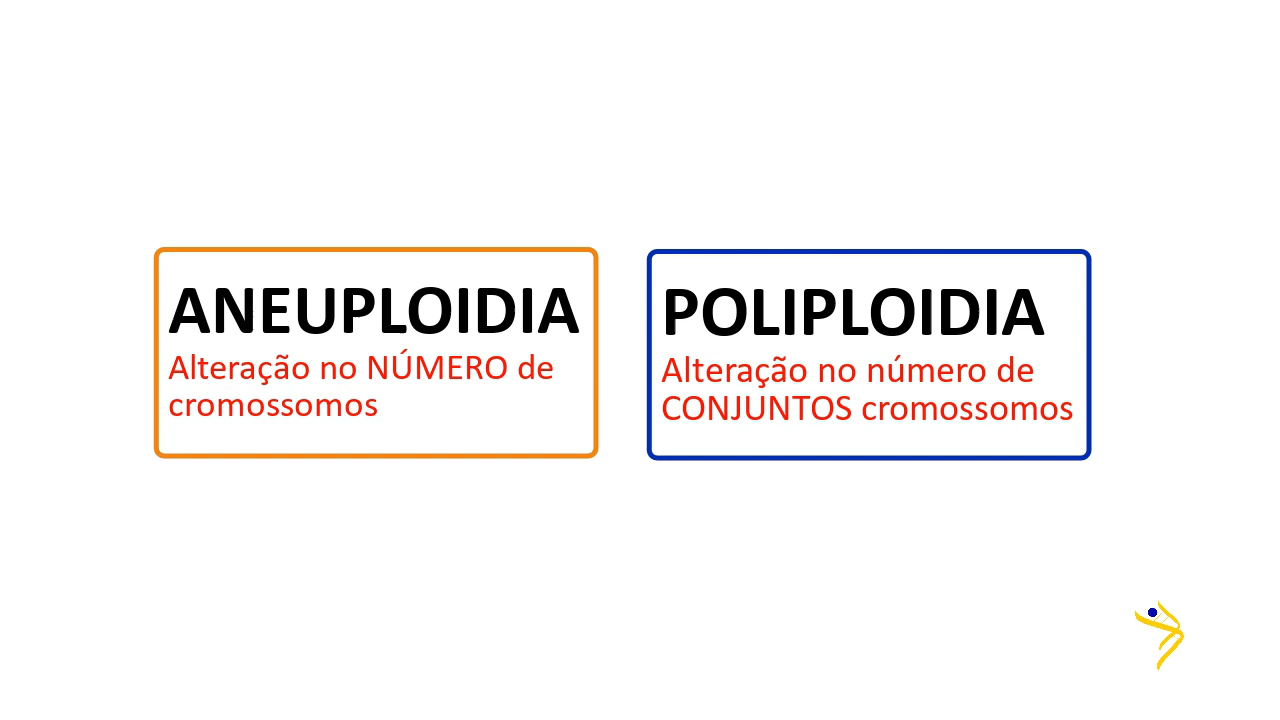 ANEUPLOIDIA
Alteração no NÚMERO de
cromossomos
POLIPLOIDIA
Alteração no número de
CONJUNTOS cromossomos